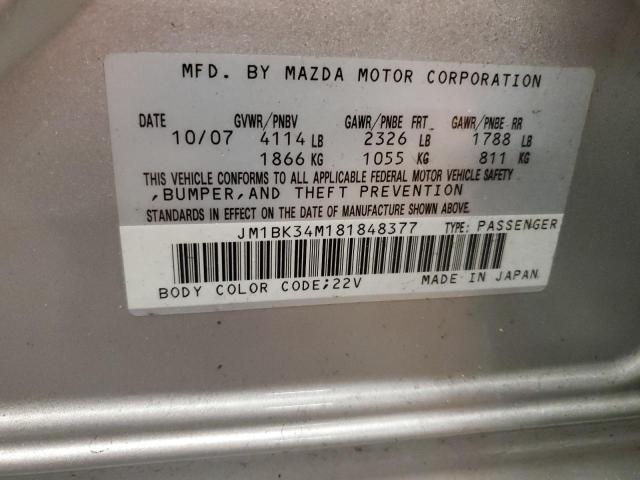 MFD. BY MAZDA MOTOR CORPORATION
DATE GVWR/PNBV GAWR/PNBE FRT GAWR/PNBE RR
10/07 4114 LB 2326 LB 1788 LB
1866 KG 1055 KG 811 KG
THIS VEHICLE CONFORMS TO ALL APPLICABLE FEDERAL MOTOR VEHICLE SAFETY
,BUMPER,AND THEFT PREVENTION
STANDARDS IN EFFECT ON THE DATE OF MANUFACTURE SHOWN ABOVE.
JM1BK34M181848377 TYPE: PASSENGER
BODY COLOR CODE;22V MADE IN JAPAN